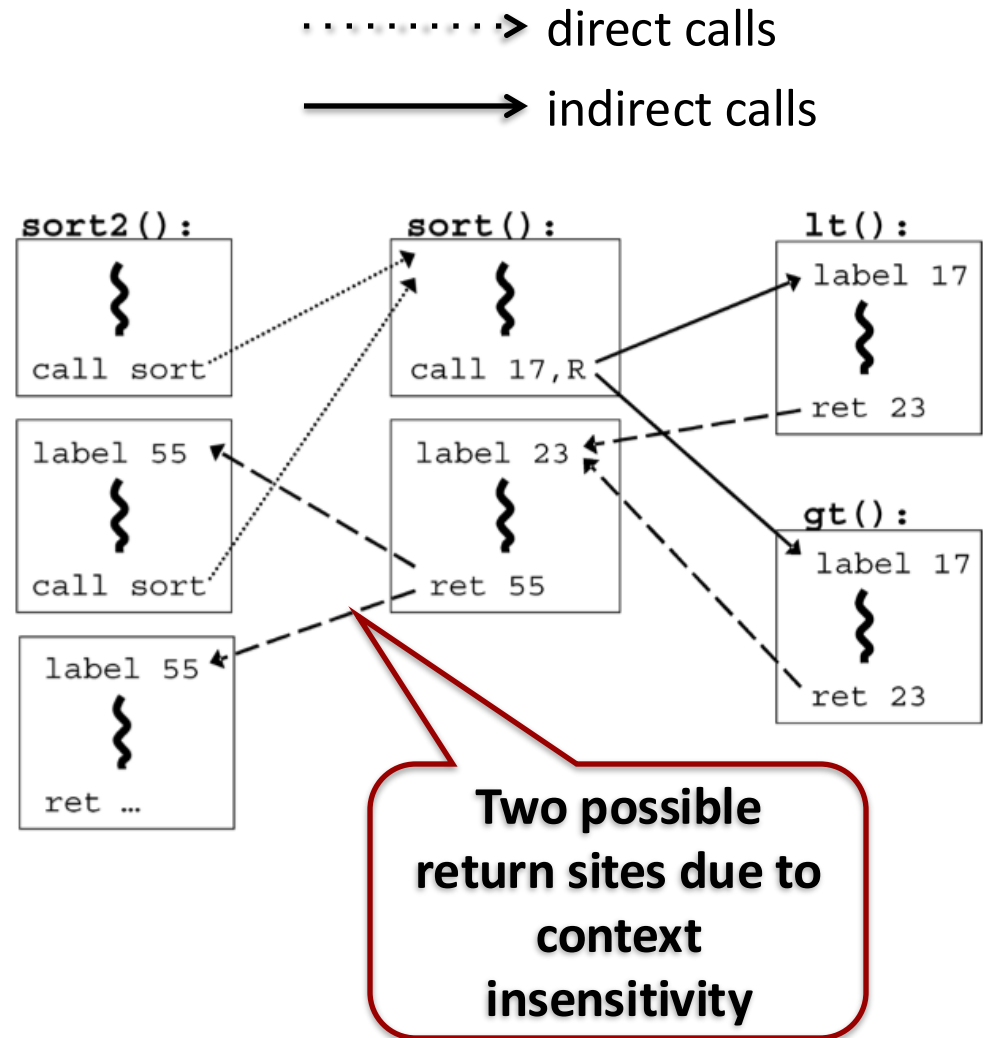 direct calls
indirect calls
sort2():
call sort
label 55
call sort
label 55
ret …
sort():
call 17,R
label 23
ret 55
lt():
label 17
ret 23
gt():
label 17
ret 23
Two possible
return sites due to
context
insensitivity